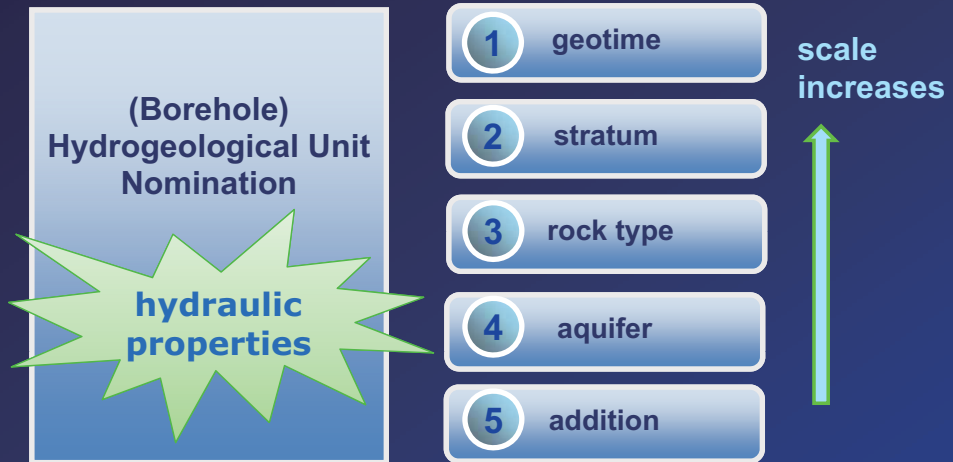 (Borehole)
Hydrogeological Unit
Nomination
hydraulic
properties
1 geotime
2 stratum
3 rock type
4 aquifer
5 addition
scale
increases